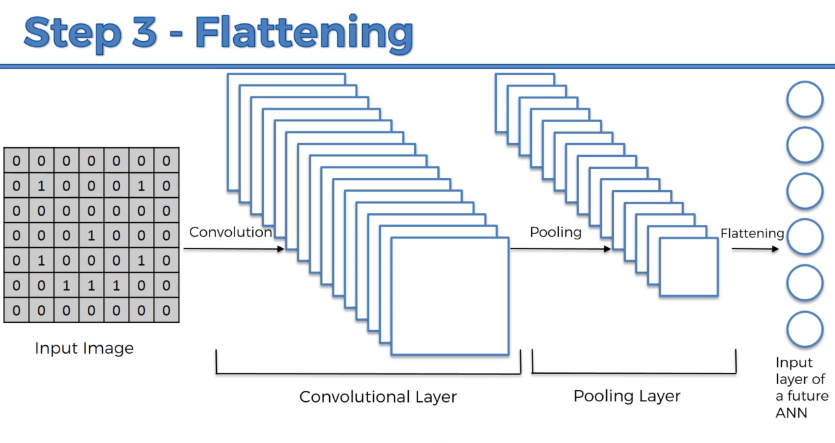 Step 3 - Flattening
0 0 0 0 0 0 0
0 1 0 0 0 1 0
0 0 0 0 0 0 0
0 0 0 1 0 0 0
0 1 0 0 0 1 0
0 0 1 1 1 0 0
0 0 0 0 0 0 0
Input Image
Convolution
Convolutional Layer
Pooling
Pooling Layer
Flattening
Input
layer of
a future
ANN